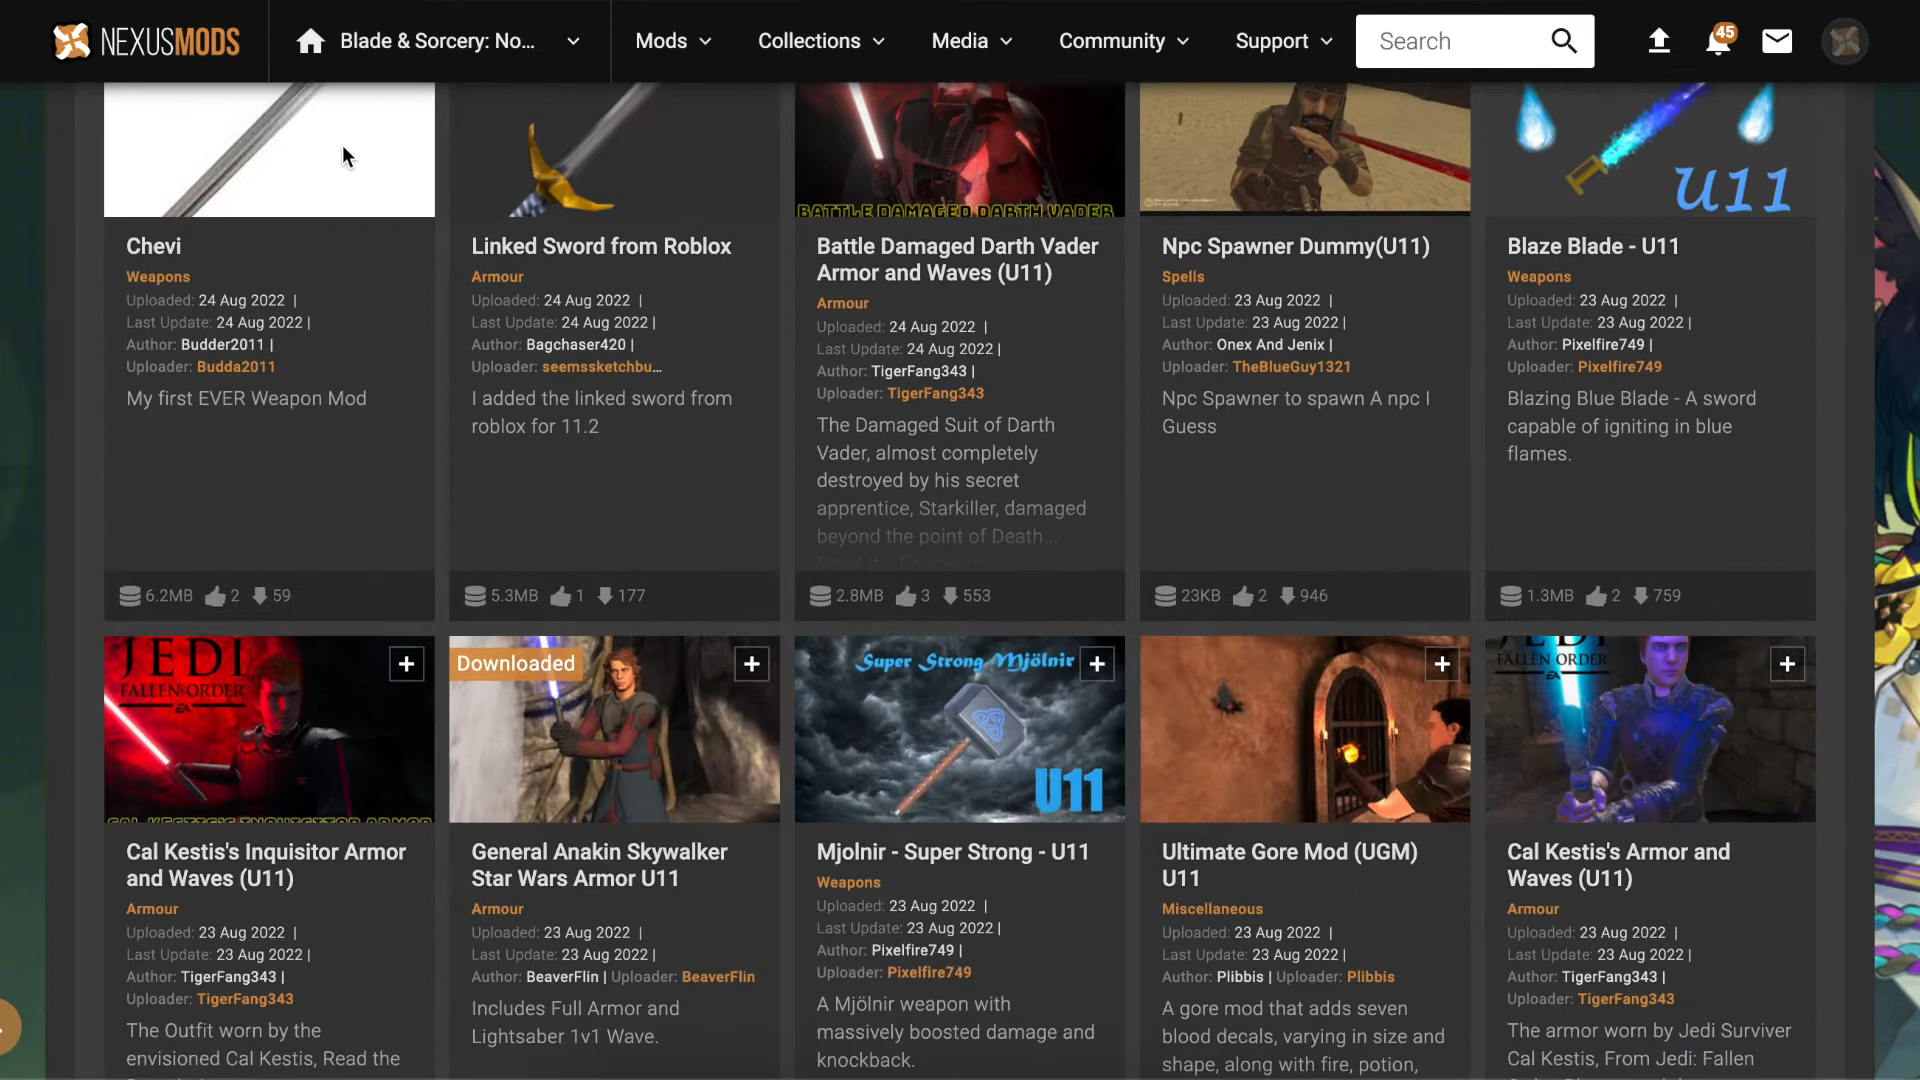 NEXUSMODS
Blade & Sorcery: No...
Mods
Collections
Media
Community
Support
Search
45
BATTLE DAMAGED DARTH VADER
U11
Chevi
Weapons
Uploaded: 24 Aug 2022 |
Last Update: 24 Aug 2022 |
Author: Budder2011 |
Uploader: Budda2011
My first EVER Weapon Mod
6.2MB 2 59
Linked Sword from Roblox
Armour
Uploaded: 24 Aug 2022 |
Last Update: 24 Aug 2022 |
Author: Bagchaser420 |
Uploader: seemssketchbu...
I added the linked sword from
roblox for 11.2
5.3MB 1 177
Battle Damaged Darth Vader
Armor and Waves (U11)
Armour
Uploaded: 24 Aug 2022 |
Last Update: 24 Aug 2022 |
Author: TigerFang343 |
Uploader: TigerFang343
The Damaged Suit of Darth
Vader, almost completely
destroyed by his secret
apprentice, Starkiller, damaged
beyond the point of Death...
2.8MB 3 553
Npc Spawner Dummy(U11)
Spells
Uploaded: 23 Aug 2022 |
Last Update: 23 Aug 2022 |
Author: Onex And Jenix |
Uploader: TheBlueGuy1321
Npc Spawner to spawn A npc I
Guess
23KB 2 946
Blaze Blade - U11
Weapons
Uploaded: 23 Aug 2022 |
Last Update: 23 Aug 2022 |
Author: Pixelfire749 |
Uploader: Pixelfire749
Blazing Blue Blade - A sword
capable of igniting in blue
flames.
1.3MB 2 759
JEDI
FALLEN ORDER
EA
CAL KESTIS'S INQUISITOR ARMOR
Cal Kestis's Inquisitor Armor
and Waves (U11)
Armour
Uploaded: 23 Aug 2022 |
Last Update: 23 Aug 2022 |
Author: TigerFang343 |
Uploader: TigerFang343
The Outfit worn by the
envisioned Cal Kestis, Read the
Downloaded
General Anakin Skywalker
Star Wars Armor U11
Armour
Uploaded: 23 Aug 2022 |
Last Update: 23 Aug 2022 |
Author: BeaverFlin | Uploader: BeaverFlin
Includes Full Armor and
Lightsaber 1v1 Wave.
Super Strong Mjölnir
U11
Mjolnir - Super Strong - U11
Weapons
Uploaded: 23 Aug 2022 |
Last Update: 23 Aug 2022 |
Author: Pixelfire749 |
Uploader: Pixelfire749
A Mjölnir weapon with
massively boosted damage and
knockback.
Ultimate Gore Mod (UGM)
U11
Miscellaneous
Uploaded: 23 Aug 2022 |
Last Update: 23 Aug 2022 |
Author: Plibbis | Uploader: Plibbis
A gore mod that adds seven
blood decals, varying in size and
shape, along with fire, potion,
JEDI
FALLEN ORDER
EA
Cal Kestis's Armor and
Waves (U11)
Armour
Uploaded: 23 Aug 2022 |
Last Update: 23 Aug 2022 |
Author: TigerFang343 |
Uploader: TigerFang343
The armor worn by Jedi Surviver
Cal Kestis, From Jedi: Fallen